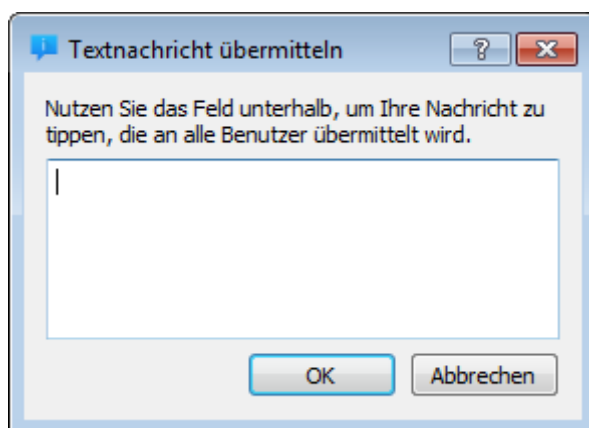 Textnachricht übermitteln
Nutzen Sie das Feld unterhalb, um Ihre Nachricht zu
tippen, die an alle Benutzer übermittelt wird.
OK Abbrechen